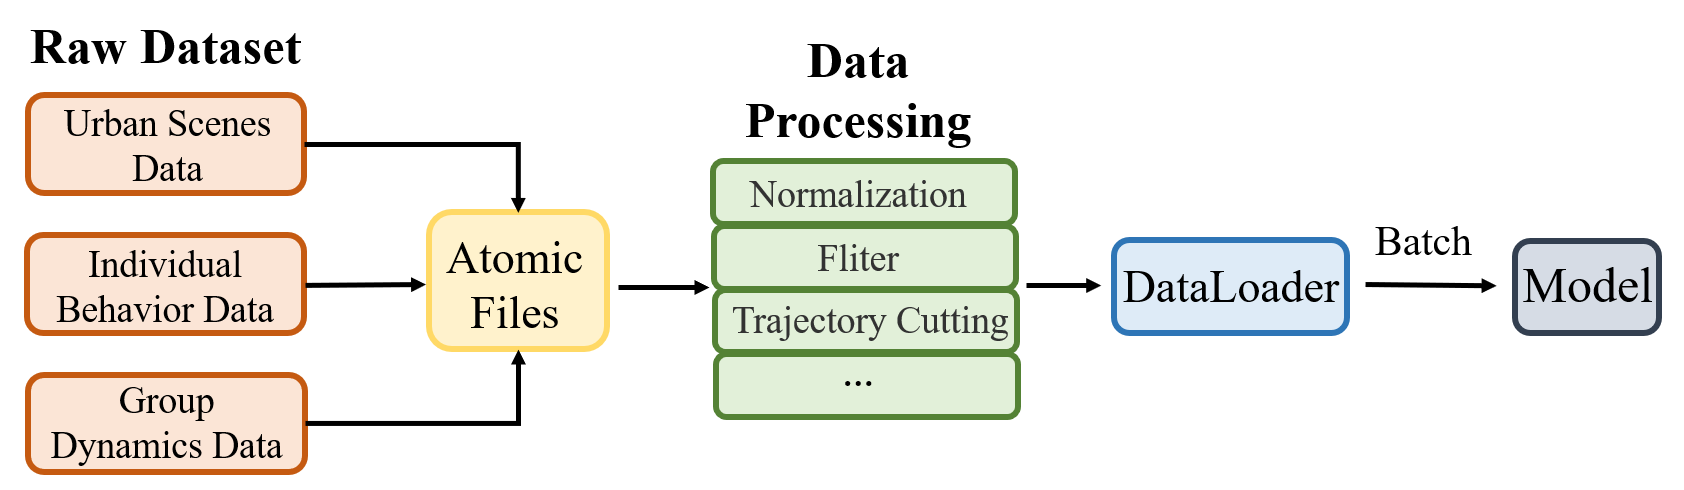 Raw Dataset
Urban Scenes
Data
Individual
Behavior Data
Group
Dynamics Data
Atomic
Files
Data
Processing
Normalization
Fliter
Trajectory Cutting
...
DataLoader
Batch
Model